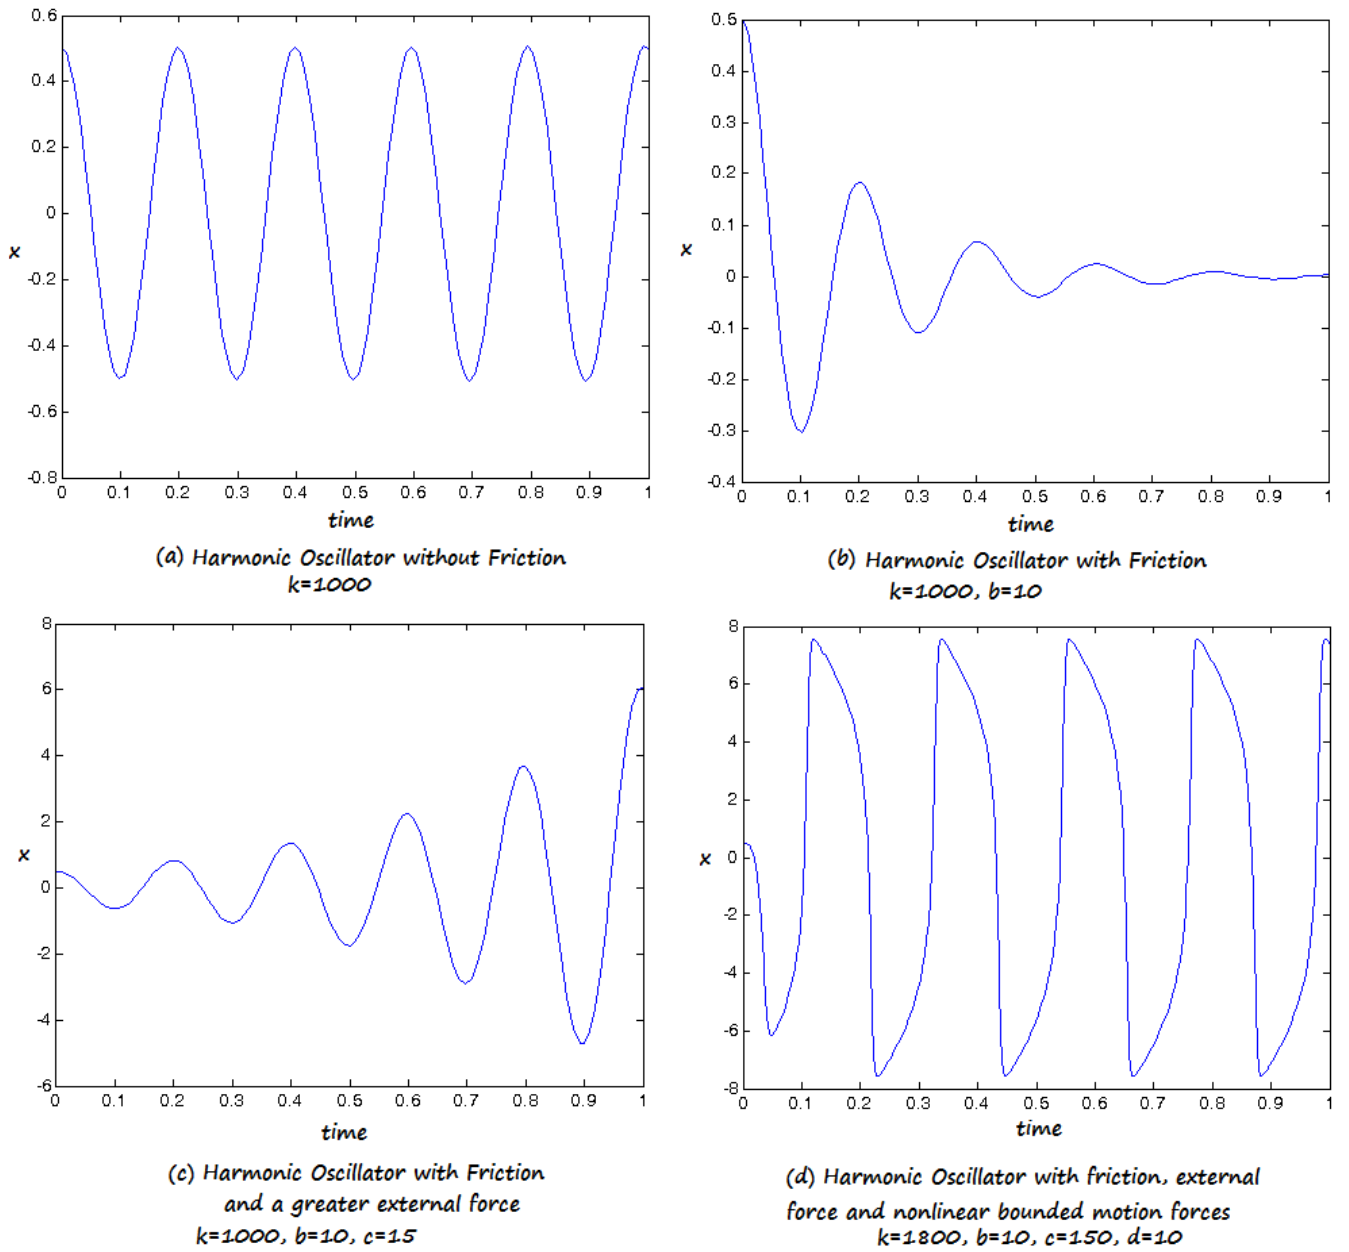 0.6
0.4
0.2
0
-0.2
-0.4
-0.6
-0.8
x
0 0.1 0.2 0.3 0.4 0.5 0.6 0.7 0.8 0.9 1
time
(a) Harmonic Oscillator without Friction
k=1000
0.5
0.4
0.3
0.2
0.1
0
-0.1
-0.2
-0.3
-0.4
x
0 0.1 0.2 0.3 0.4 0.5 0.6 0.7 0.8 0.9 1
time
(b) Harmonic Oscillator with Friction
k=1000, b=10
8
6
4
2
0
-2
-4
-6
x
0 0.1 0.2 0.3 0.4 0.5 0.6 0.7 0.8 0.9 1
time
(c) Harmonic Oscillator with Friction
and a greater external force
k=1000, b=10, c=15
8
6
4
2
0
-2
-4
-6
-8
x
0 0.1 0.2 0.3 0.4 0.5 0.6 0.7 0.8 0.9 1
time
(d) Harmonic Oscillator with friction, external
force and nonlinear bounded motion forces
k=1800, b=10, c=150, d=10